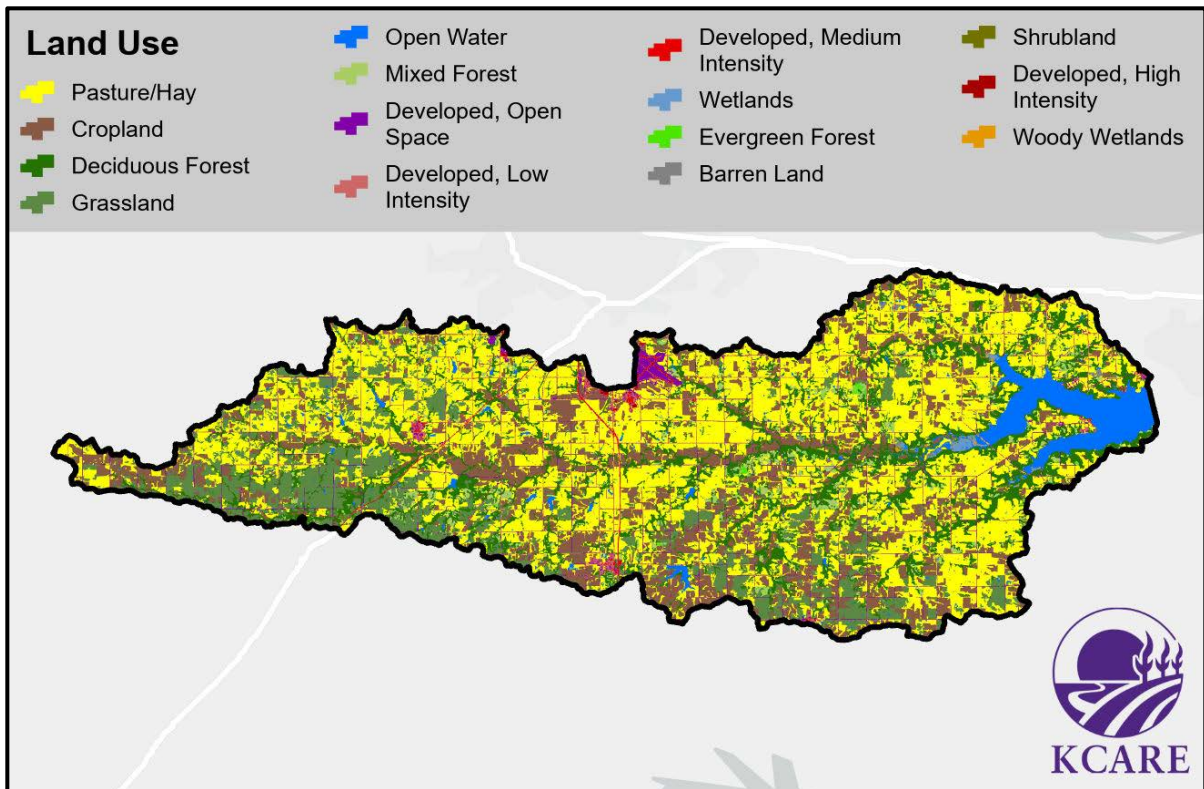 Land Use
Pasture/Hay
Cropland
Deciduous Forest
Grassland
Open Water
Mixed Forest
Developed, Open
Space
Developed, Low
Intensity
Developed, Medium
Intensity
Wetlands
Evergreen Forest
Barren Land
Shrubland
Developed, High
Intensity
Woody Wetlands
KCARE